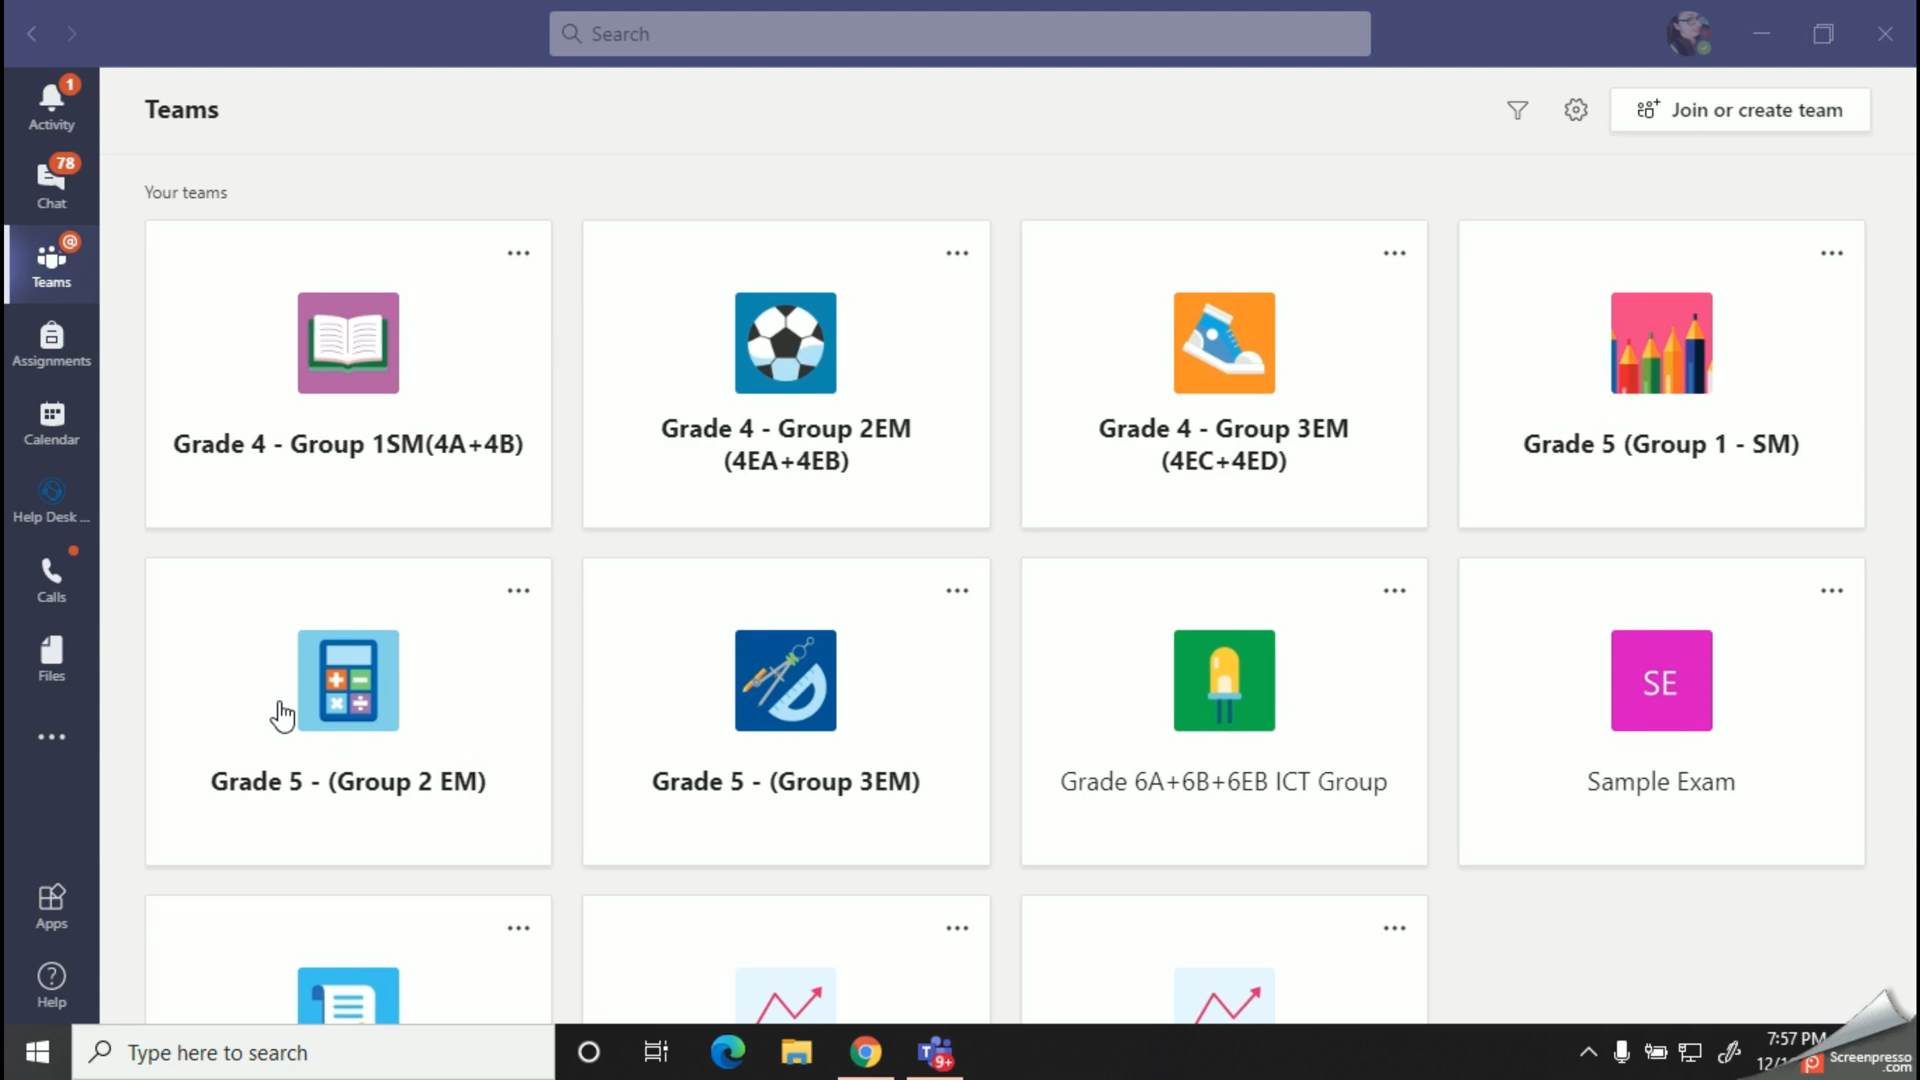 Search
Activity
1
Chat
78
Teams
@
Assignments
Calendar
Help Desk ...
Calls
Files
Apps
Help
Teams
Join or create team
Your teams
Grade 4 - Group 1SM(4A+4B)
Grade 4 - Group 2EM
(4EA+4EB)
Grade 4 - Group 3EM
(4EC+4ED)
Grade 5 (Group 1 - SM)
Grade 5 - (Group 2 EM)
Grade 5 - (Group 3EM)
Grade 6A+6B+6EB ICT Group
SE
Sample Exam
Type here to search
T
9+
7:57 PM
Screenpresso
.com